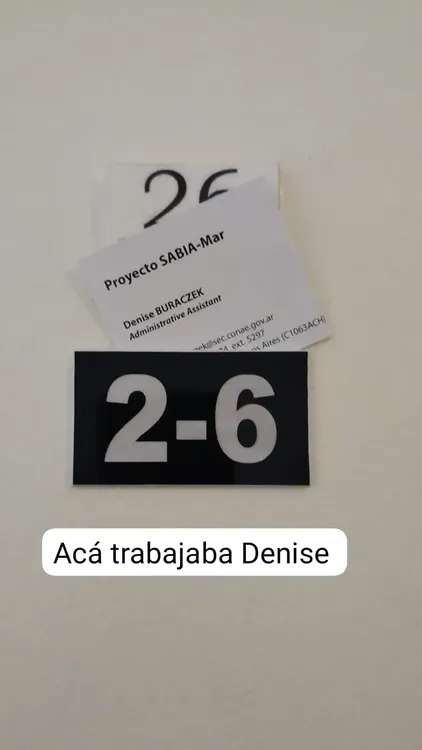 26
Proyecto SABIA-Mar
Denise BURACZEK
Administrative Assistant
zek@sec.conae.gov.ar
ext. 5297
Aires (C1063ACH)
2-6
Acá trabajaba Denise